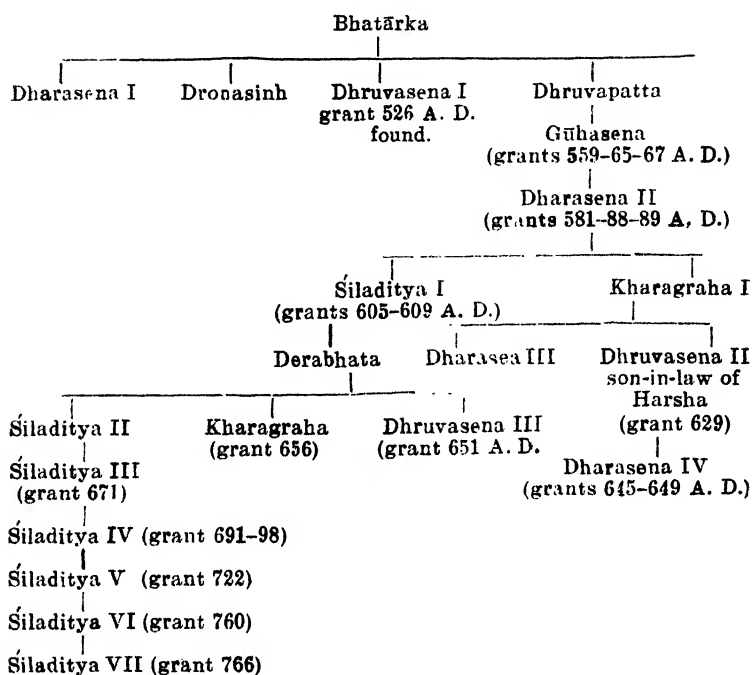 Bhatārka
Dharasena I Dronasinh Dhruvasena I Dhruvapatta
grant 526 A. D.
found.
Gūhasena
(grants 559-65-67 A. D.)
Dharasena II
(grants 581-88-89 A, D.)
Śiladitya I Kharagraha I
(grants 605-609 A. D.)
Derabhata Dharasea III Dhruvasena II
son-in-law of
Harsha
Śiladitya II Kharagraha Dhruvasena III (grant 629)
(grant 656) (grant 651 A. D.
Śiladitya III Dharasena IV
(grant 671) (grants 645-649 A. D.)
Śiladitya IV (grant 691-98)
Śiladitya V (grant 722)
Śiladitya VI (grant 760)
Śiladitya VII (grant 766)